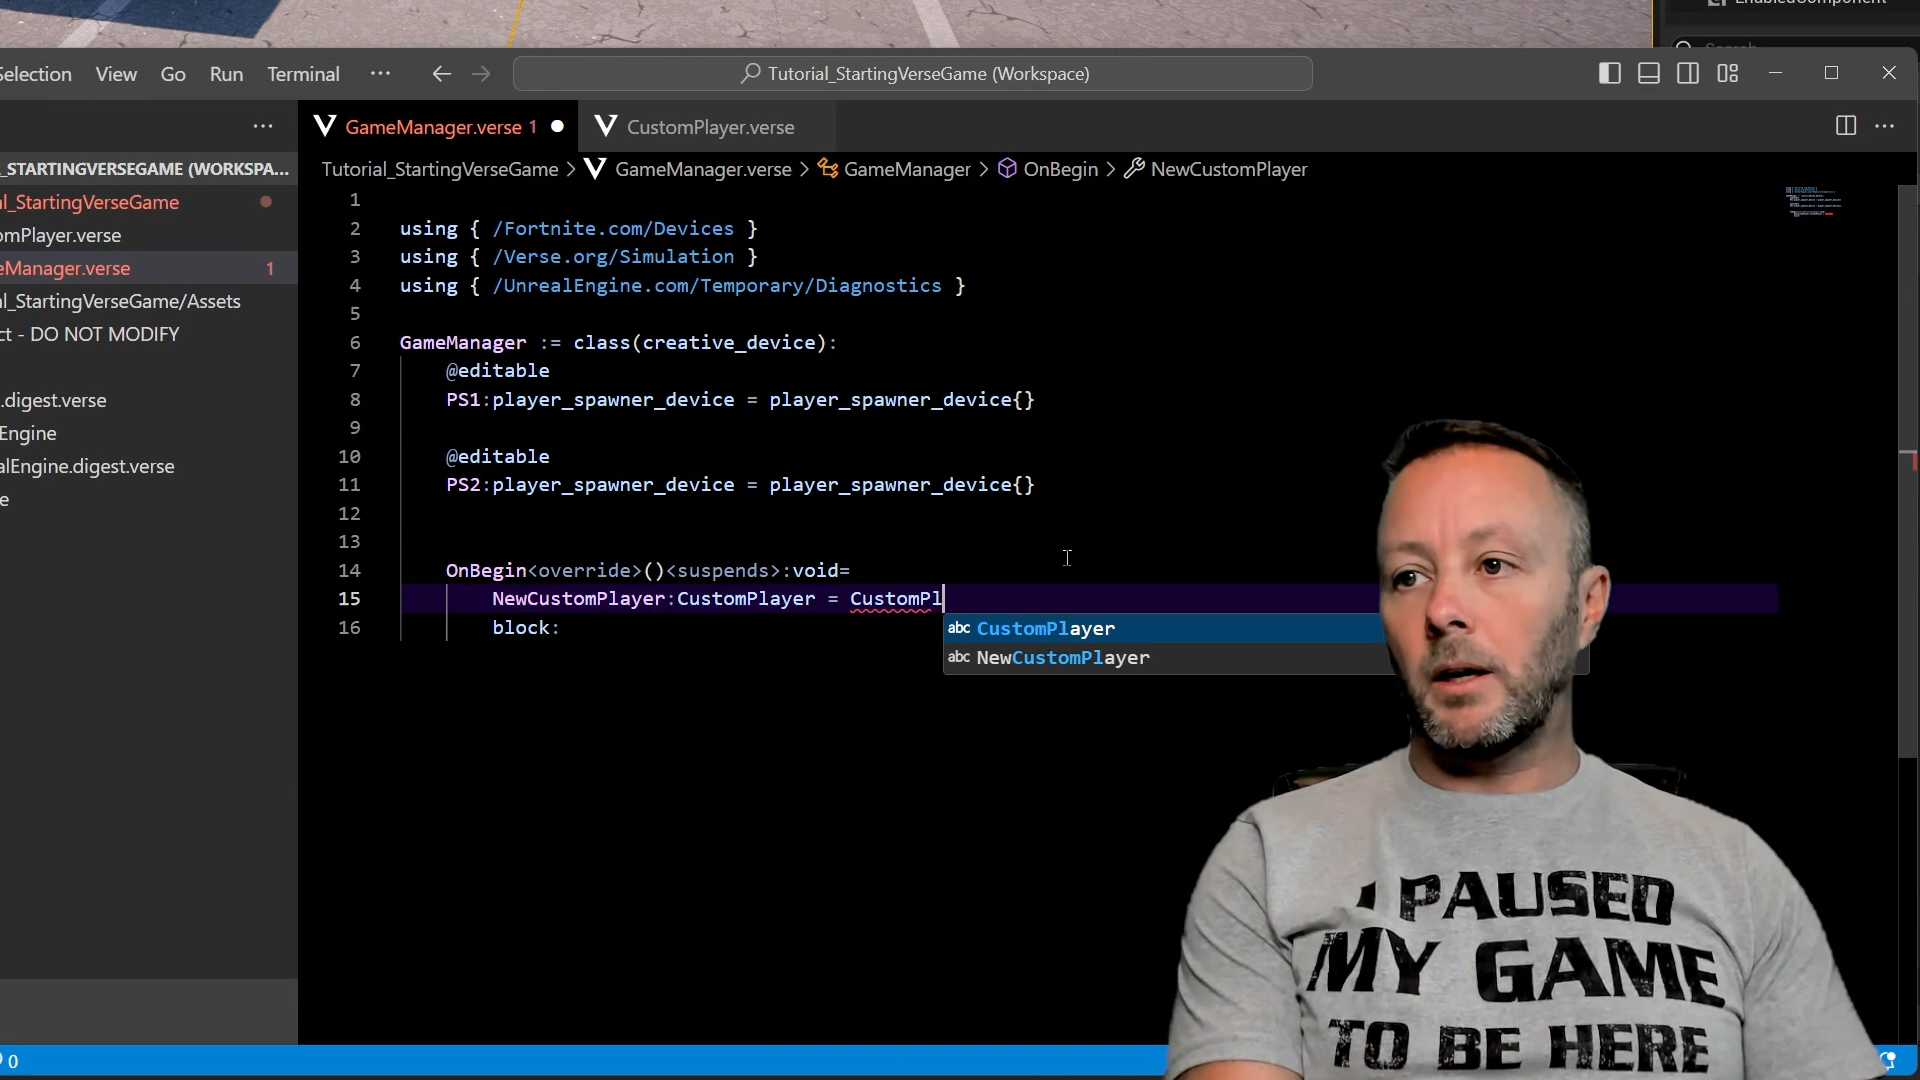 EnabledComponent
Search
Selection View Go Run Terminal ··· Tutorial_StartingVerseGame (Workspace)
GameManager.verse 1 CustomPlayer.verse
Tutorial_StartingVerseGame > GameManager.verse > GameManager > OnBegin > NewCustomPlayer
_STARTINGVERSEGAME (WORKSPA...
al_StartingVerseGame
omPlayer.verse
eManager.verse 1
al_StartingVerseGame/Assets
ct - DO NOT MODIFY
.digest.verse
Engine
alEngine.digest.verse
e
1
2 using { /Fortnite.com/Devices }
3 using { /Verse.org/Simulation }
4 using { /UnrealEngine.com/Temporary/Diagnostics }
5
6 GameManager := class(creative_device):
7 @editable
8 PS1:player_spawner_device = player_spawner_device{}
9
10 @editable
11 PS2:player_spawner_device = player_spawner_device{}
12
13
14 OnBegin<override>()<suspends>:void=
15 NewCustomPlayer:CustomPlayer = CustomPl
16 block:
abc CustomPlayer
abc NewCustomPlayer
I PAUSED
MY GAME
TO BE HERE
0